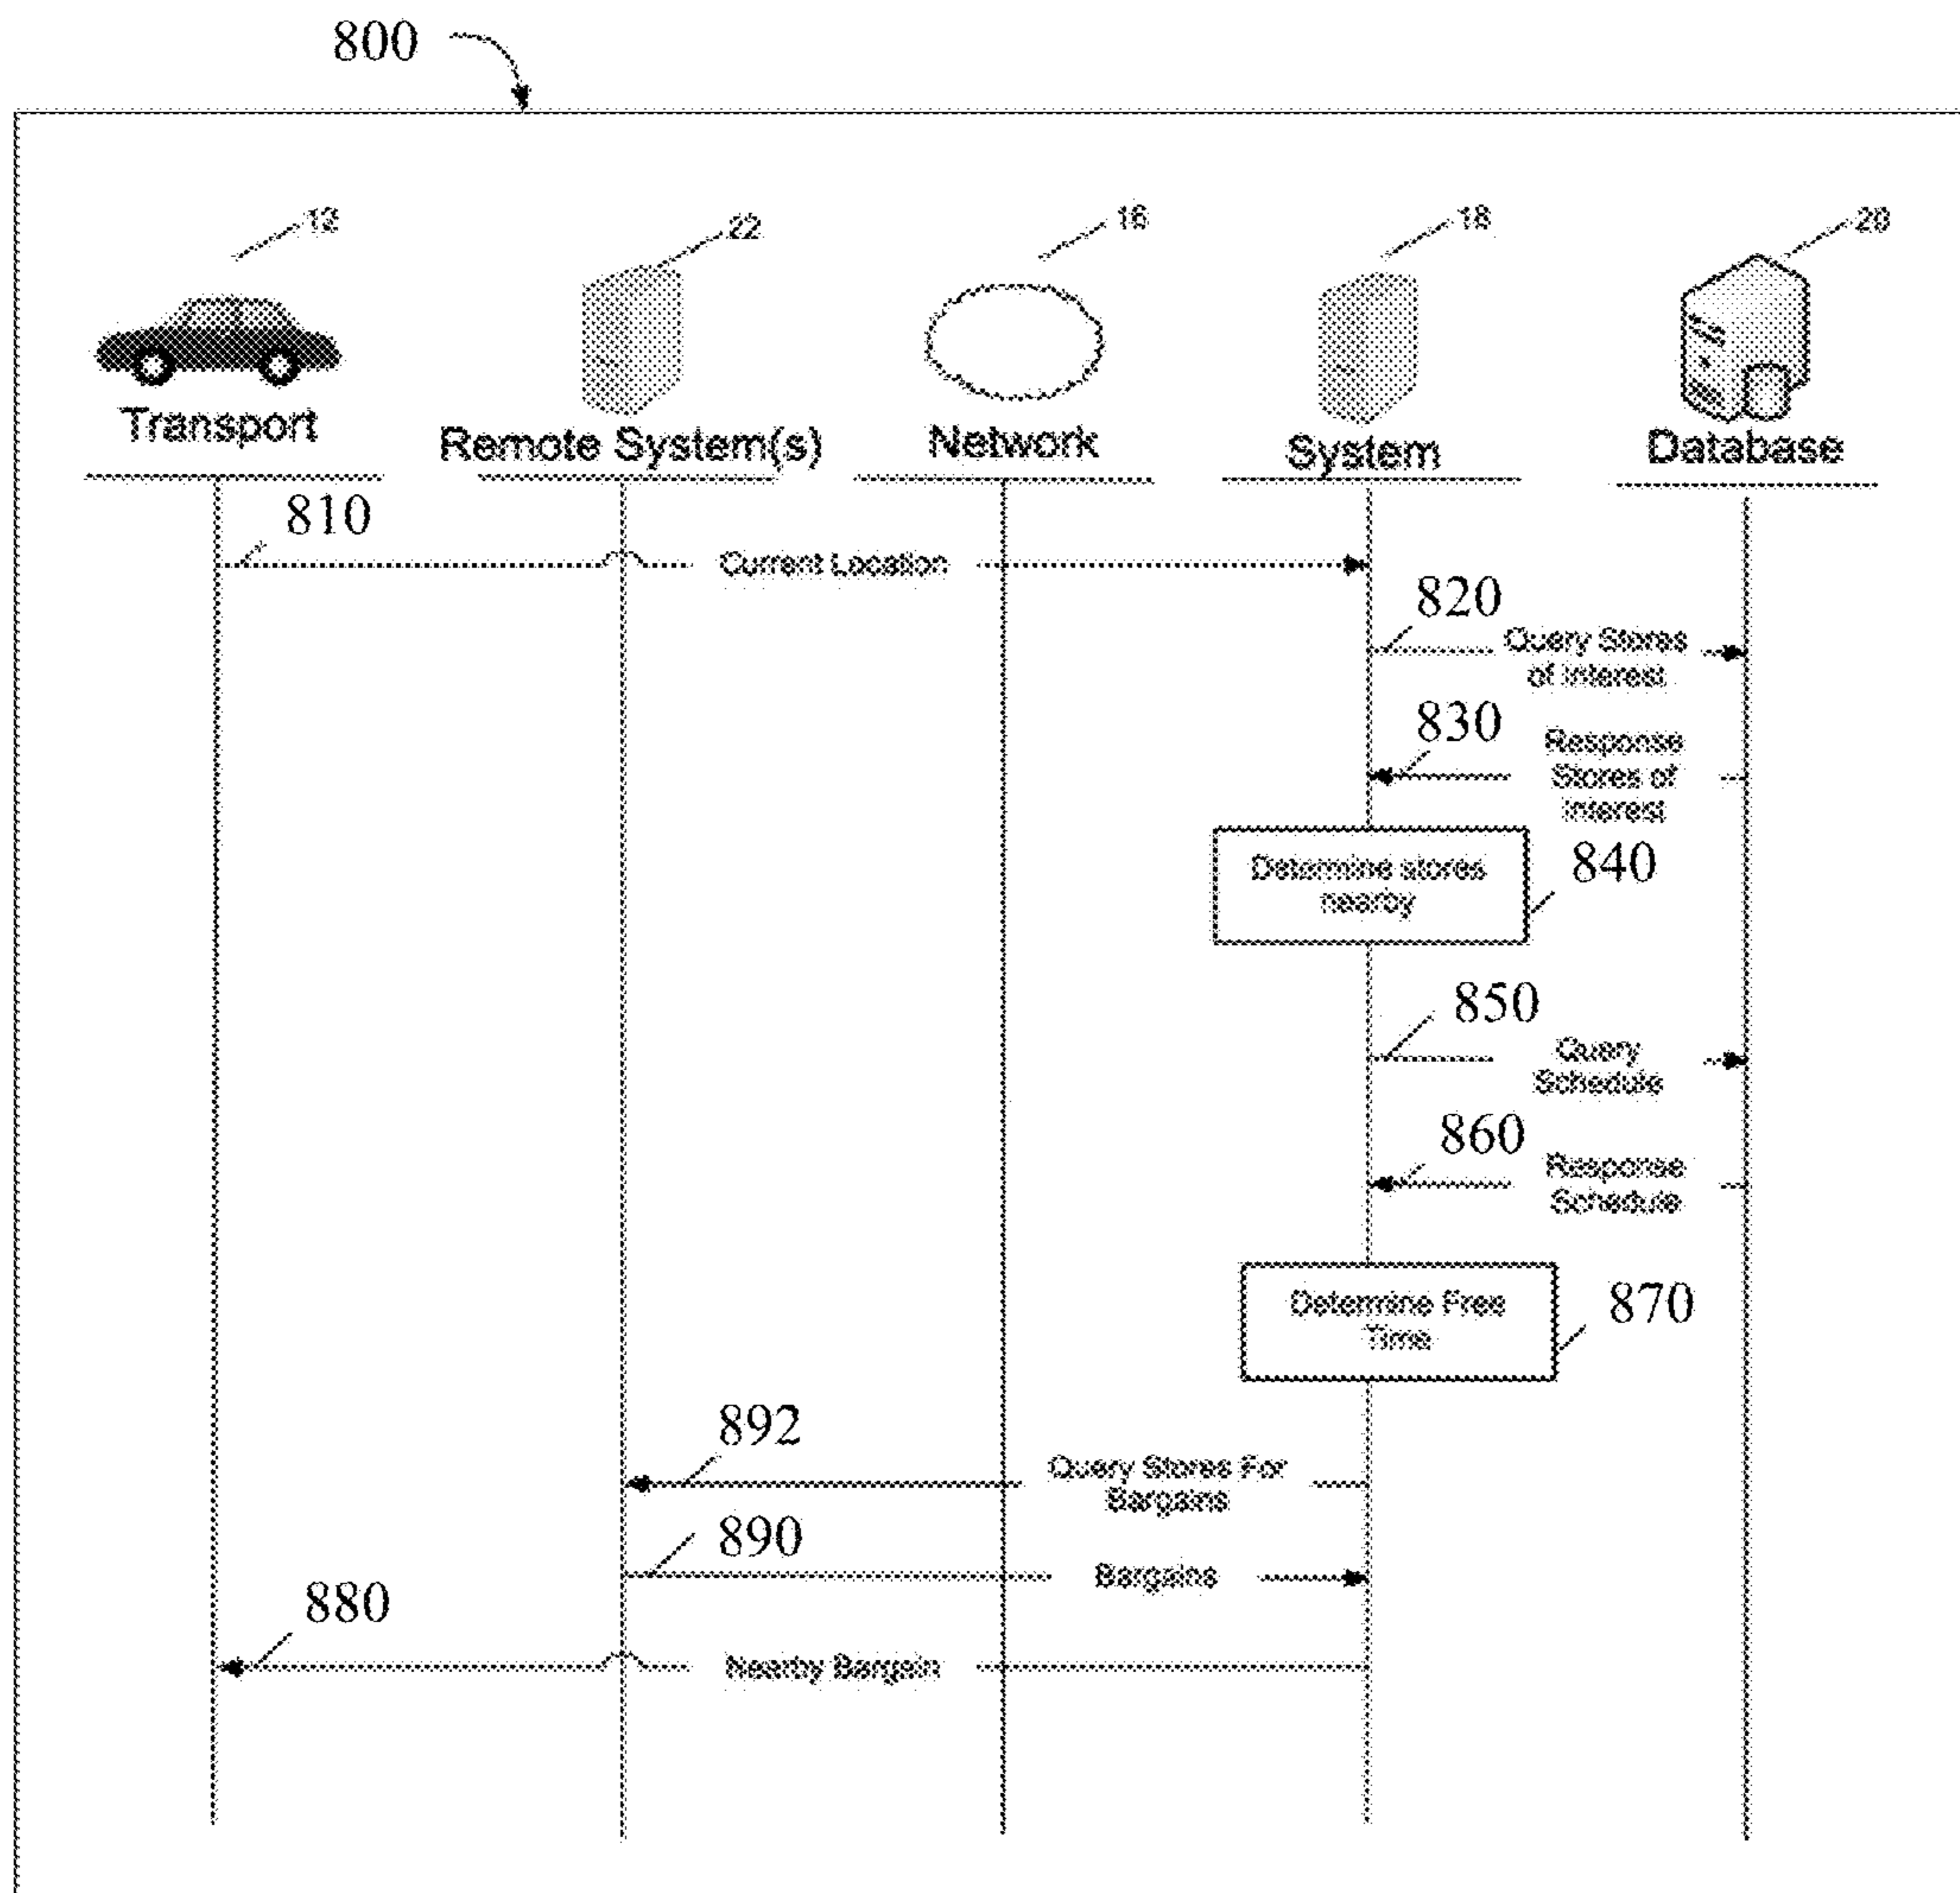 800
12
22
16
18
20
Transport
Remote System(s)
Network
System
Database
810
Current Location
820
Query Stores
of Interest
830
Response
Stores of
Interest
Determine stores
nearby
840
850
Query
Schedule
860
Response
Schedule
Determine Free
Time
870
892
Query Stores For
Bargains
890
Bargains
880
Nearby Bargain